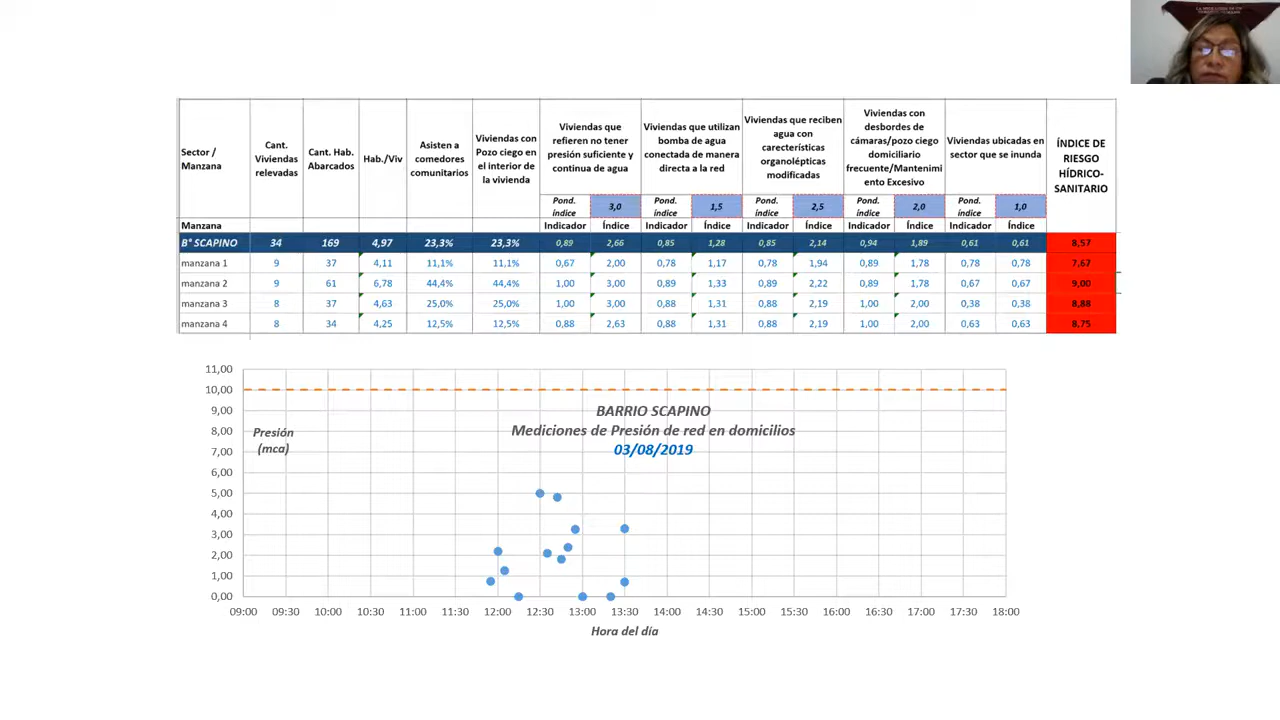 Sector / Manzana
Cant. Viviendas relevadas
Cant. Hab. Abarcados
Hab./Viv
Asisten a comedores comunitarios
Viviendas con Pozo ciego en el interior de la vivienda
Viviendas que refieren no tener presión suficiente y continua de agua
Viviendas que utilizan bomba de agua conectada de manera directa a la red
Viviendas que reciben agua con carecterísticas organolépticas modificadas
Viviendas con desbordes de cámaras/pozo ciego domiciliario frecuente/Mantenimi ento Excesivo
Viviendas ubicadas en sector que se inunda
ÍNDICE DE RIESGO HÍDRICO-SANITARIO
Pond. índice 3,0 Pond. índice 1,5 Pond. índice 2,5 Pond. índice 2,0 Pond. índice 1,0
Manzana Indicador Índice Indicador Índice Indicador Índice Indicador Índice Indicador Índice
B° SCAPINO 34 169 4,97 23,3% 23,3% 0,89 2,66 0,85 1,28 0,85 2,14 0,94 1,89 0,61 0,61 8,57
manzana 1 9 37 4,11 11,1% 11,1% 0,67 2,00 0,78 1,17 0,78 1,94 0,89 1,78 0,78 0,78 7,67
manzana 2 9 61 6,78 44,4% 44,4% 1,00 3,00 0,89 1,33 0,89 2,22 0,89 1,78 0,67 0,67 9,00
manzana 3 8 37 4,63 25,0% 25,0% 1,00 3,00 0,88 1,31 0,88 2,19 1,00 2,00 0,38 0,38 8,88
manzana 4 8 34 4,25 12,5% 12,5% 0,88 2,63 0,88 1,31 0,88 2,19 1,00 2,00 0,63 0,63 8,75
11,00
10,00
9,00
8,00
7,00
6,00
5,00
4,00
3,00
2,00
1,00
0,00
Presión
(mca)
BARRIO SCAPINO
Mediciones de Presión de red en domicilios
03/08/2019
09:00 09:30 10:00 10:30 11:00 11:30 12:00 12:30 13:00 13:30 14:00 14:30 15:00 15:30 16:00 16:30 17:00 17:30 18:00
Hora del día